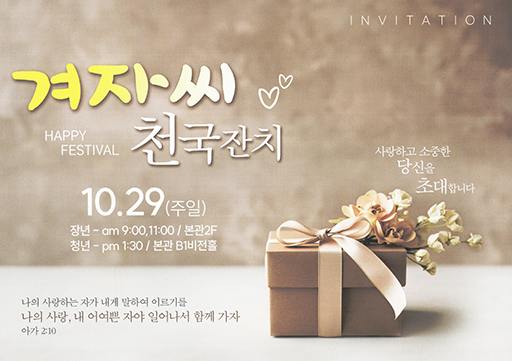 INVITATION
겨자씨
HAPPY
FESTIVAL
천국잔치
사랑하고 소중한
당신을
초대합니다
10.29(주일)
장년 - am 9:00,11:00 / 본관2F
청년 - pm 1:30 / 본관 B1비전홀
나의 사랑하는 자가 내게 말하여 이르기를
나의 사랑, 내 어여쁜 자야 일어나서 함께 가자
아가 2:10